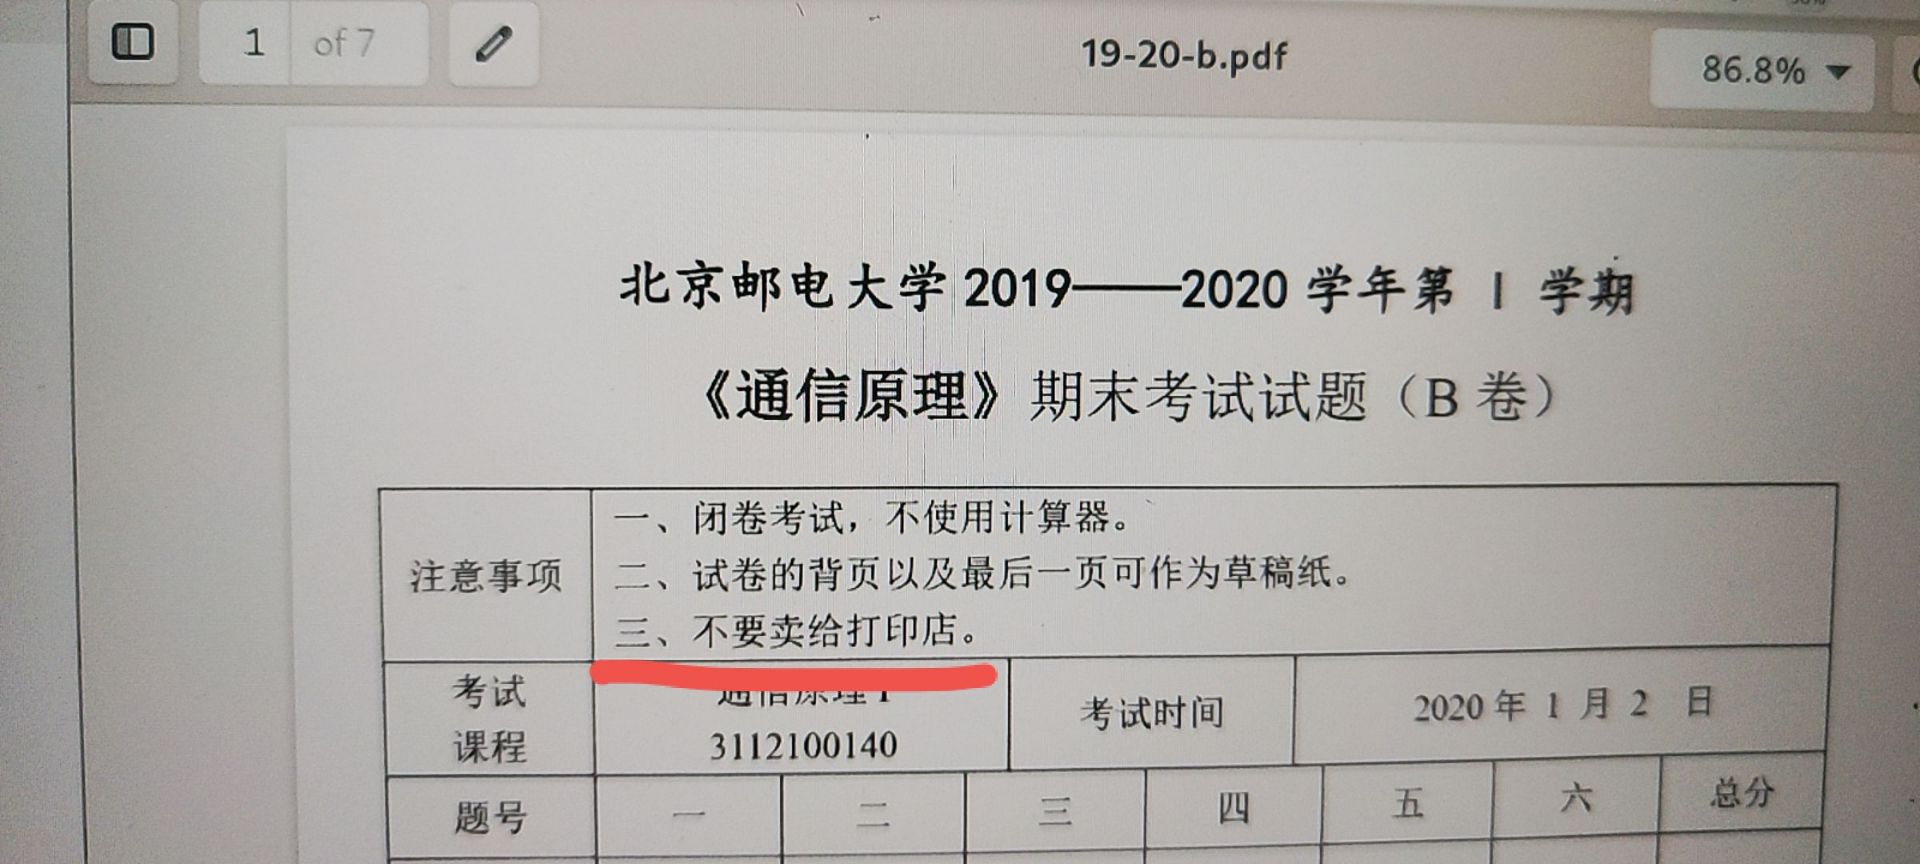 1 of 7
19-20-b.pdf
86.8%
北京邮电大学 2019——2020 学年第 1 学期
《通信原理》期末考试试题（B 卷）
注意事项
一、闭卷考试，不使用计算器。
二、试卷的背页以及最后一页可作为草稿纸。
三、不要卖给打印店。
考试
课程
通信原理 I
3112100140
考试时间
2020 年 1 月 2 日
题号 一 二 三 四 五 六 总分